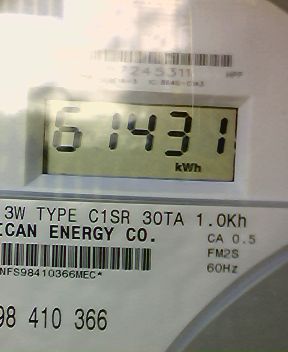 245311
61431
kWh
3W TYPE C1SR 30TA 1.0Kh
ICAN ENERGY CO.
CA 0.5
FM2S
NFS98410366MEC*
60Hz
98 410 366